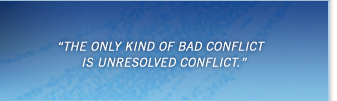 “THE ONLY KIND OF BAD CONFLICT
IS UNRESOLVED CONFLICT.”